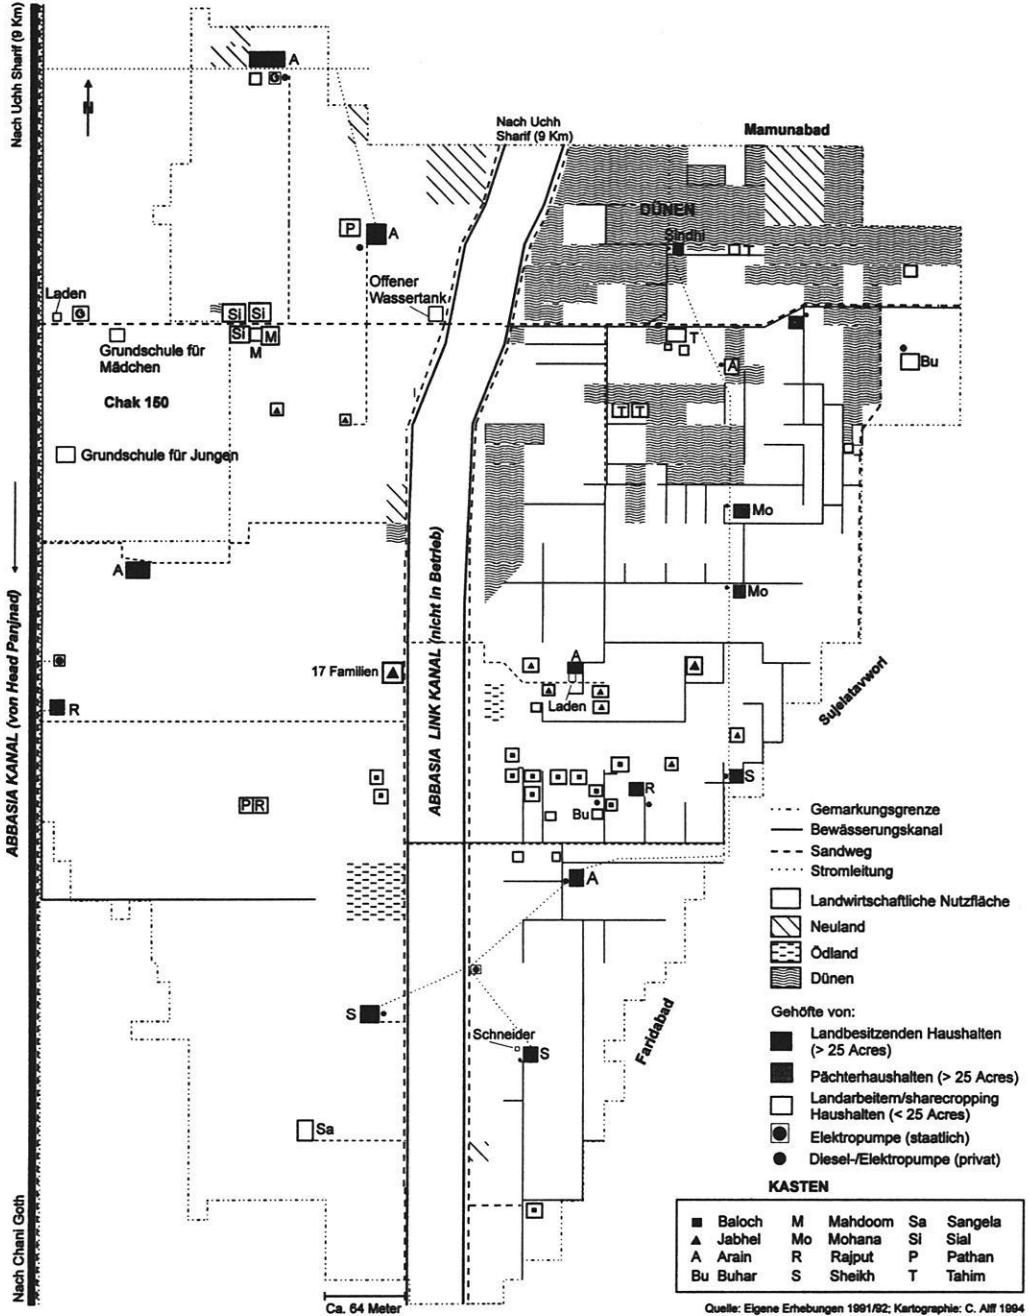 Nach Uchh Sharif (9 Km)
N
A
G
Nach Uchh
Sharif (9 Km)
Mamunabad
P
A
DÜNEN
Sindhi
T
Offener
Wassertank
Laden
G
Si
Si
Si
M
M
T
A
Bu
Grundschule für
Mädchen
Chak 150
T T
Grundschule für Jungen
Mo
A
Mo
ABBASIA KANAL (von Head Panjnad)
ABBASIA LINK KANAL (nicht in Betrieb)
17 Familien
A
Laden
R
Sujelatavwori
S
R
P R
Bu
A
S
Schneider
S
Faridabad
Sa
Nach Chani Goth
Gemarkungsgrenze
Bewässerungskanal
Sandweg
Stromleitung
Landwirtschaftliche Nutzfläche
Neuland
Ödland
Dünen
Gehöfte von:
Landbesitzenden Haushalten
(> 25 Acres)
Pächterhaushalten (> 25 Acres)
Landarbeitern/sharecropping
Haushalten (< 25 Acres)
Elektropumpe (staatlich)
Diesel-/Elektropumpe (privat)
KASTEN
Baloch M Mahdoom Sa Sangela
Jabhel Mo Mohana Si Sial
A Arain R Rajput P Pathan
Bu Buhar S Sheikh T Tahim
Ca. 64 Meter
Quelle: Eigene Erhebungen 1991/92; Kartographie: C. Alff 1994